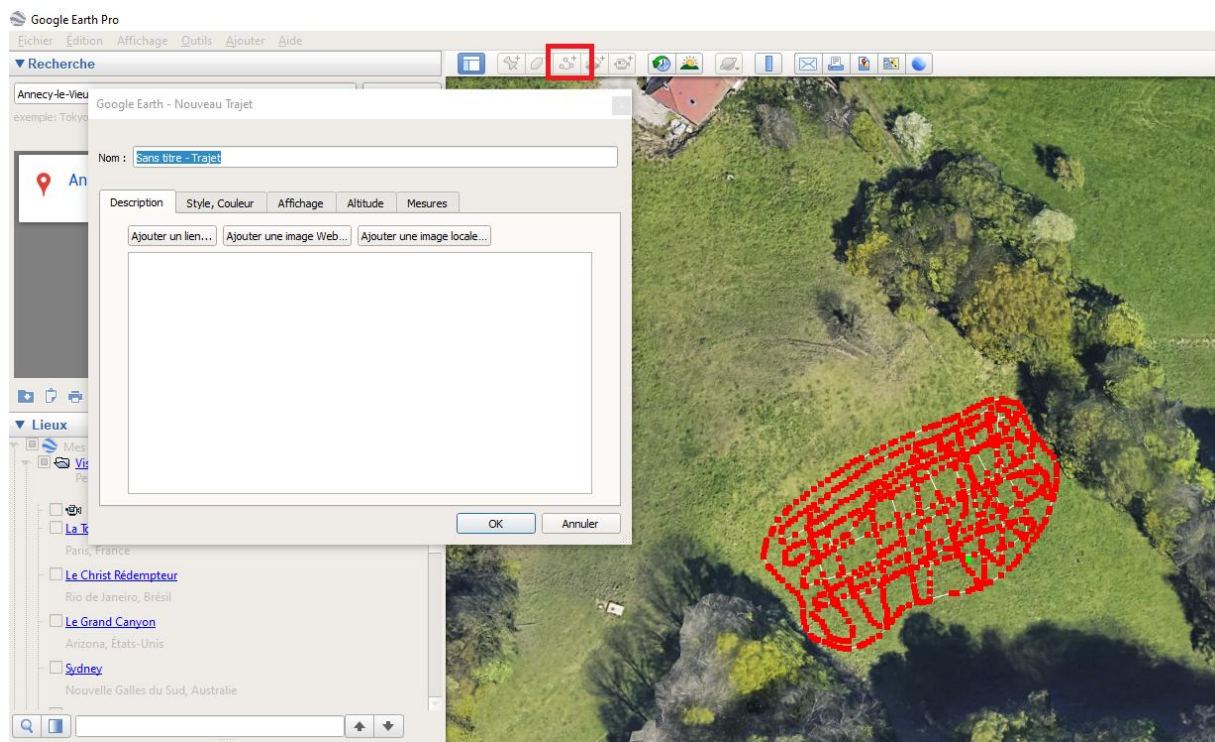 Google Earth Pro
Eichier Édition Affichage Outils Ajouter Aide
▼ Recherche
Annecy-le-Vieu
exemple: Tokyo
Google Earth - Nouveau Trajet
Nom : Sans titre - Trajet
An
Description Style, Couleur Affichage Altitude Mesures
Ajouter un lien... Ajouter une image Web... Ajouter une image locale...
OK Annuler
▼ Lieux
Mes
Vis
Pe
La To
Paris, France
Le Christ Rédempteur
Rio de Janeiro, Brésil
Le Grand Canyon
Arizona, États-Unis
Sydney
Nouvelle Galles du Sud, Australie